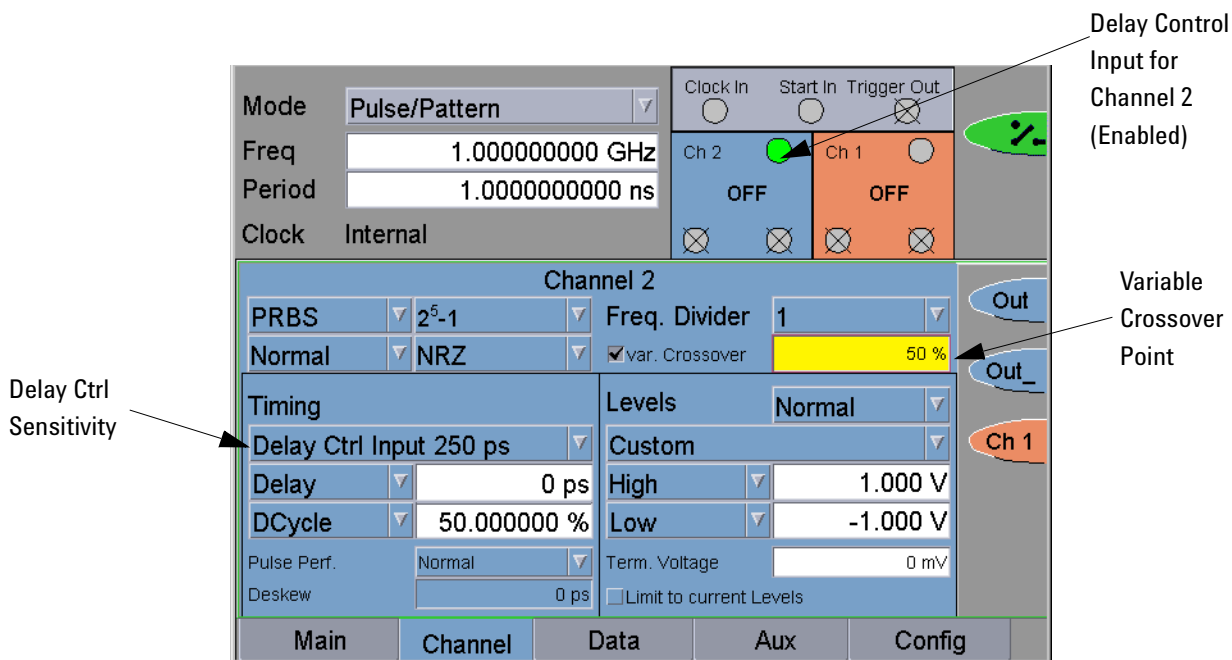 Delay Control
Input for
Channel 2
(Enabled)
Mode Pulse/Pattern
Freq 1.000000000 GHz
Period 1.0000000000 ns
Clock Internal
Clock In Start In Trigger Out
Ch 2 Ch 1
OFF OFF
Channel 2
PRBS 2⁵-1 Freq. Divider 1
Normal NRZ var. Crossover 50 %
Variable
Crossover
Point
Out
Out_
Ch 1
Delay Ctrl
Sensitivity
Timing
Delay Ctrl Input 250 ps
Delay 0 ps
DCycle 50.000000 %
Pulse Perf. Normal
Deskew 0 ps
Levels Normal
Custom
High 1.000 V
Low -1.000 V
Term. Voltage 0 mV
Limit to current Levels
Main Channel Data Aux Config